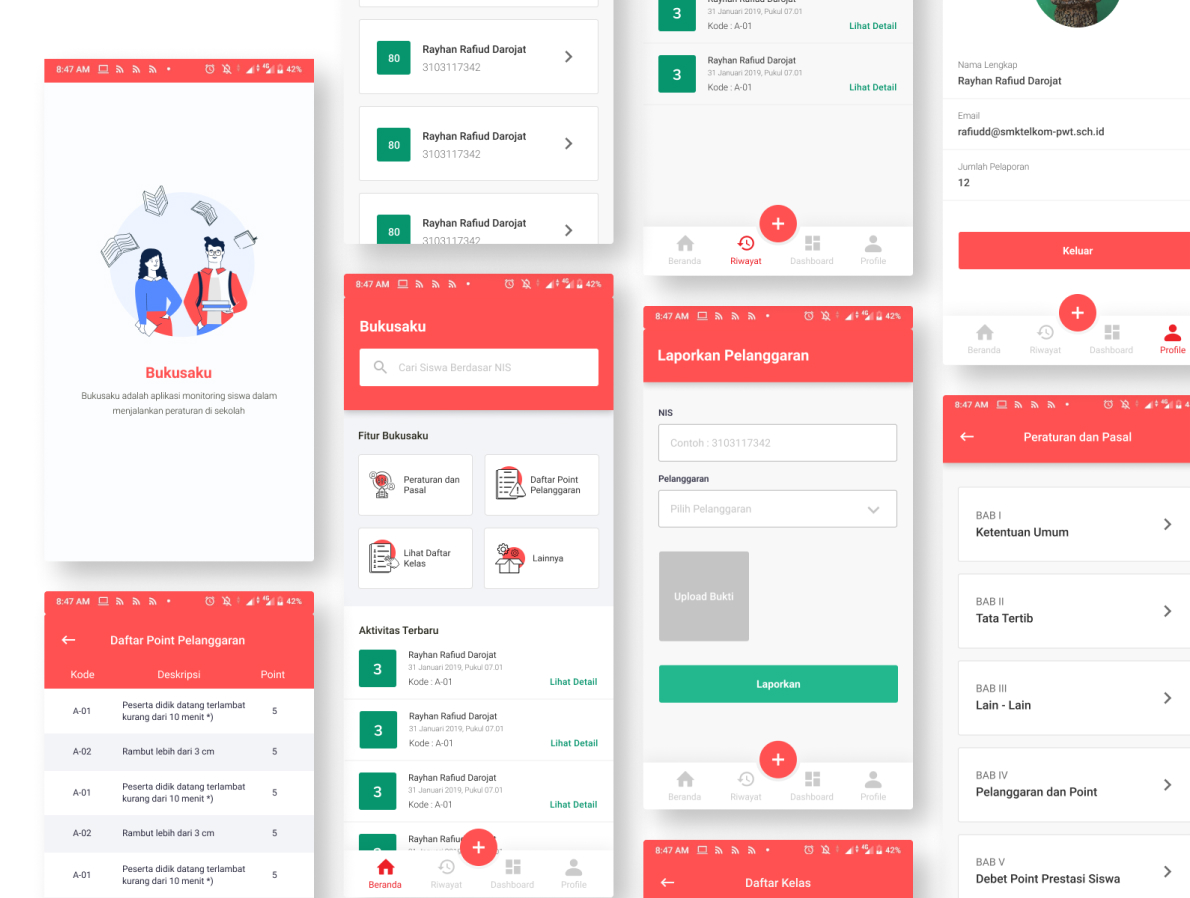 8:47 AM
4G
42%
Bukusaku
Bukusaku adalah aplikasi monitoring siswa dalam
menjalankan peraturan di sekolah
8:47 AM
4G
42%
Daftar Point Pelanggaran
Kode Deskripsi Point
A-01 Peserta didik datang terlambat 5
kurang dari 10 menit *)
A-02 Rambut lebih dari 3 cm 5
A-01 Peserta didik datang terlambat 5
kurang dari 10 menit *)
A-02 Rambut lebih dari 3 cm 5
A-01 Peserta didik datang terlambat 5
kurang dari 10 menit *)
80
Rayhan Rafiud Darojat
3103117342
80
Rayhan Rafiud Darojat
3103117342
80
Rayhan Rafiud Darojat
3103117342
8:47 AM
4G
42%
Bukusaku
Cari Siswa Berdasar NIS
Fitur Bukusaku
Peraturan dan
Pasal
Daftar Point
Pelanggaran
Lihat Daftar
Kelas
Lainnya
Aktivitas Terbaru
3
Rayhan Rafiud Darojat
31 Januari 2019, Pukul 07.01
Kode : A-01
Lihat Detail
3
Rayhan Rafiud Darojat
31 Januari 2019, Pukul 07.01
Kode : A-01
Lihat Detail
3
Rayhan Rafiud Darojat
31 Januari 2019, Pukul 07.01
Kode : A-01
Lihat Detail
Rayhan
Beranda Riwayat Dashboard Profile
3
31 Januari 2019, Pukul 07.01
Kode : A-01
Lihat Detail
3
Rayhan Rafiud Darojat
31 Januari 2019, Pukul 07.01
Kode : A-01
Lihat Detail
Beranda Riwayat Dashboard Profile
8:47 AM
4G
42%
Laporkan Pelanggaran
NIS
Contoh : 3103117342
Pelanggaran
Pilih Pelanggaran
Upload Bukti
Laporkan
Beranda Riwayat Dashboard Profile
8:47 AM
4G
42%
Daftar Kelas
Nama Lengkap
Rayhan Rafiud Darojat
Email
rafiudd@smktelkom-pwt.sch.id
Jumlah Pelaporan
12
Keluar
Beranda Riwayat Dashboard Profile
8:47 AM
4G
Peraturan dan Pasal
BAB I
Ketentuan Umum
BAB II
Tata Tertib
BAB III
Lain - Lain
BAB IV
Pelanggaran dan Point
BAB V
Debet Point Prestasi Siswa